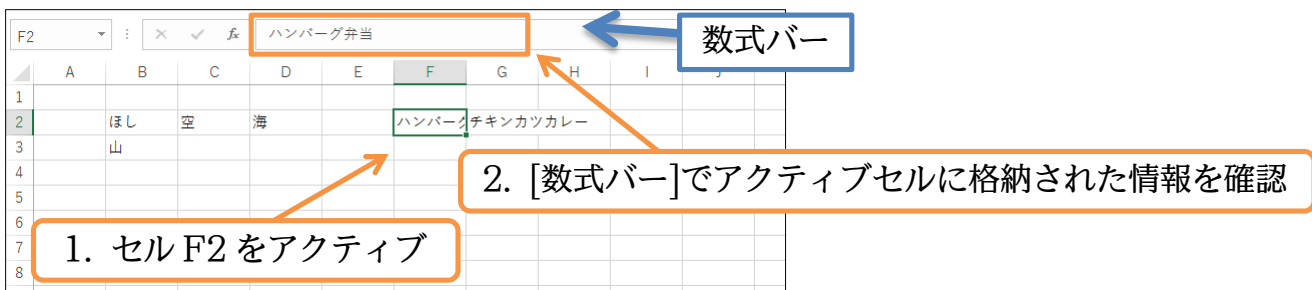 F2 fx ハンバーグ弁当
数式バー
A B C D E F G H I J
1
2 ほし 空 海 ハンバーグ チキンカツカレー
3 山
4
2. [数式バー]でアクティブセルに格納された情報を確認
5
6
1. セル F2 をアクティブ
7
8